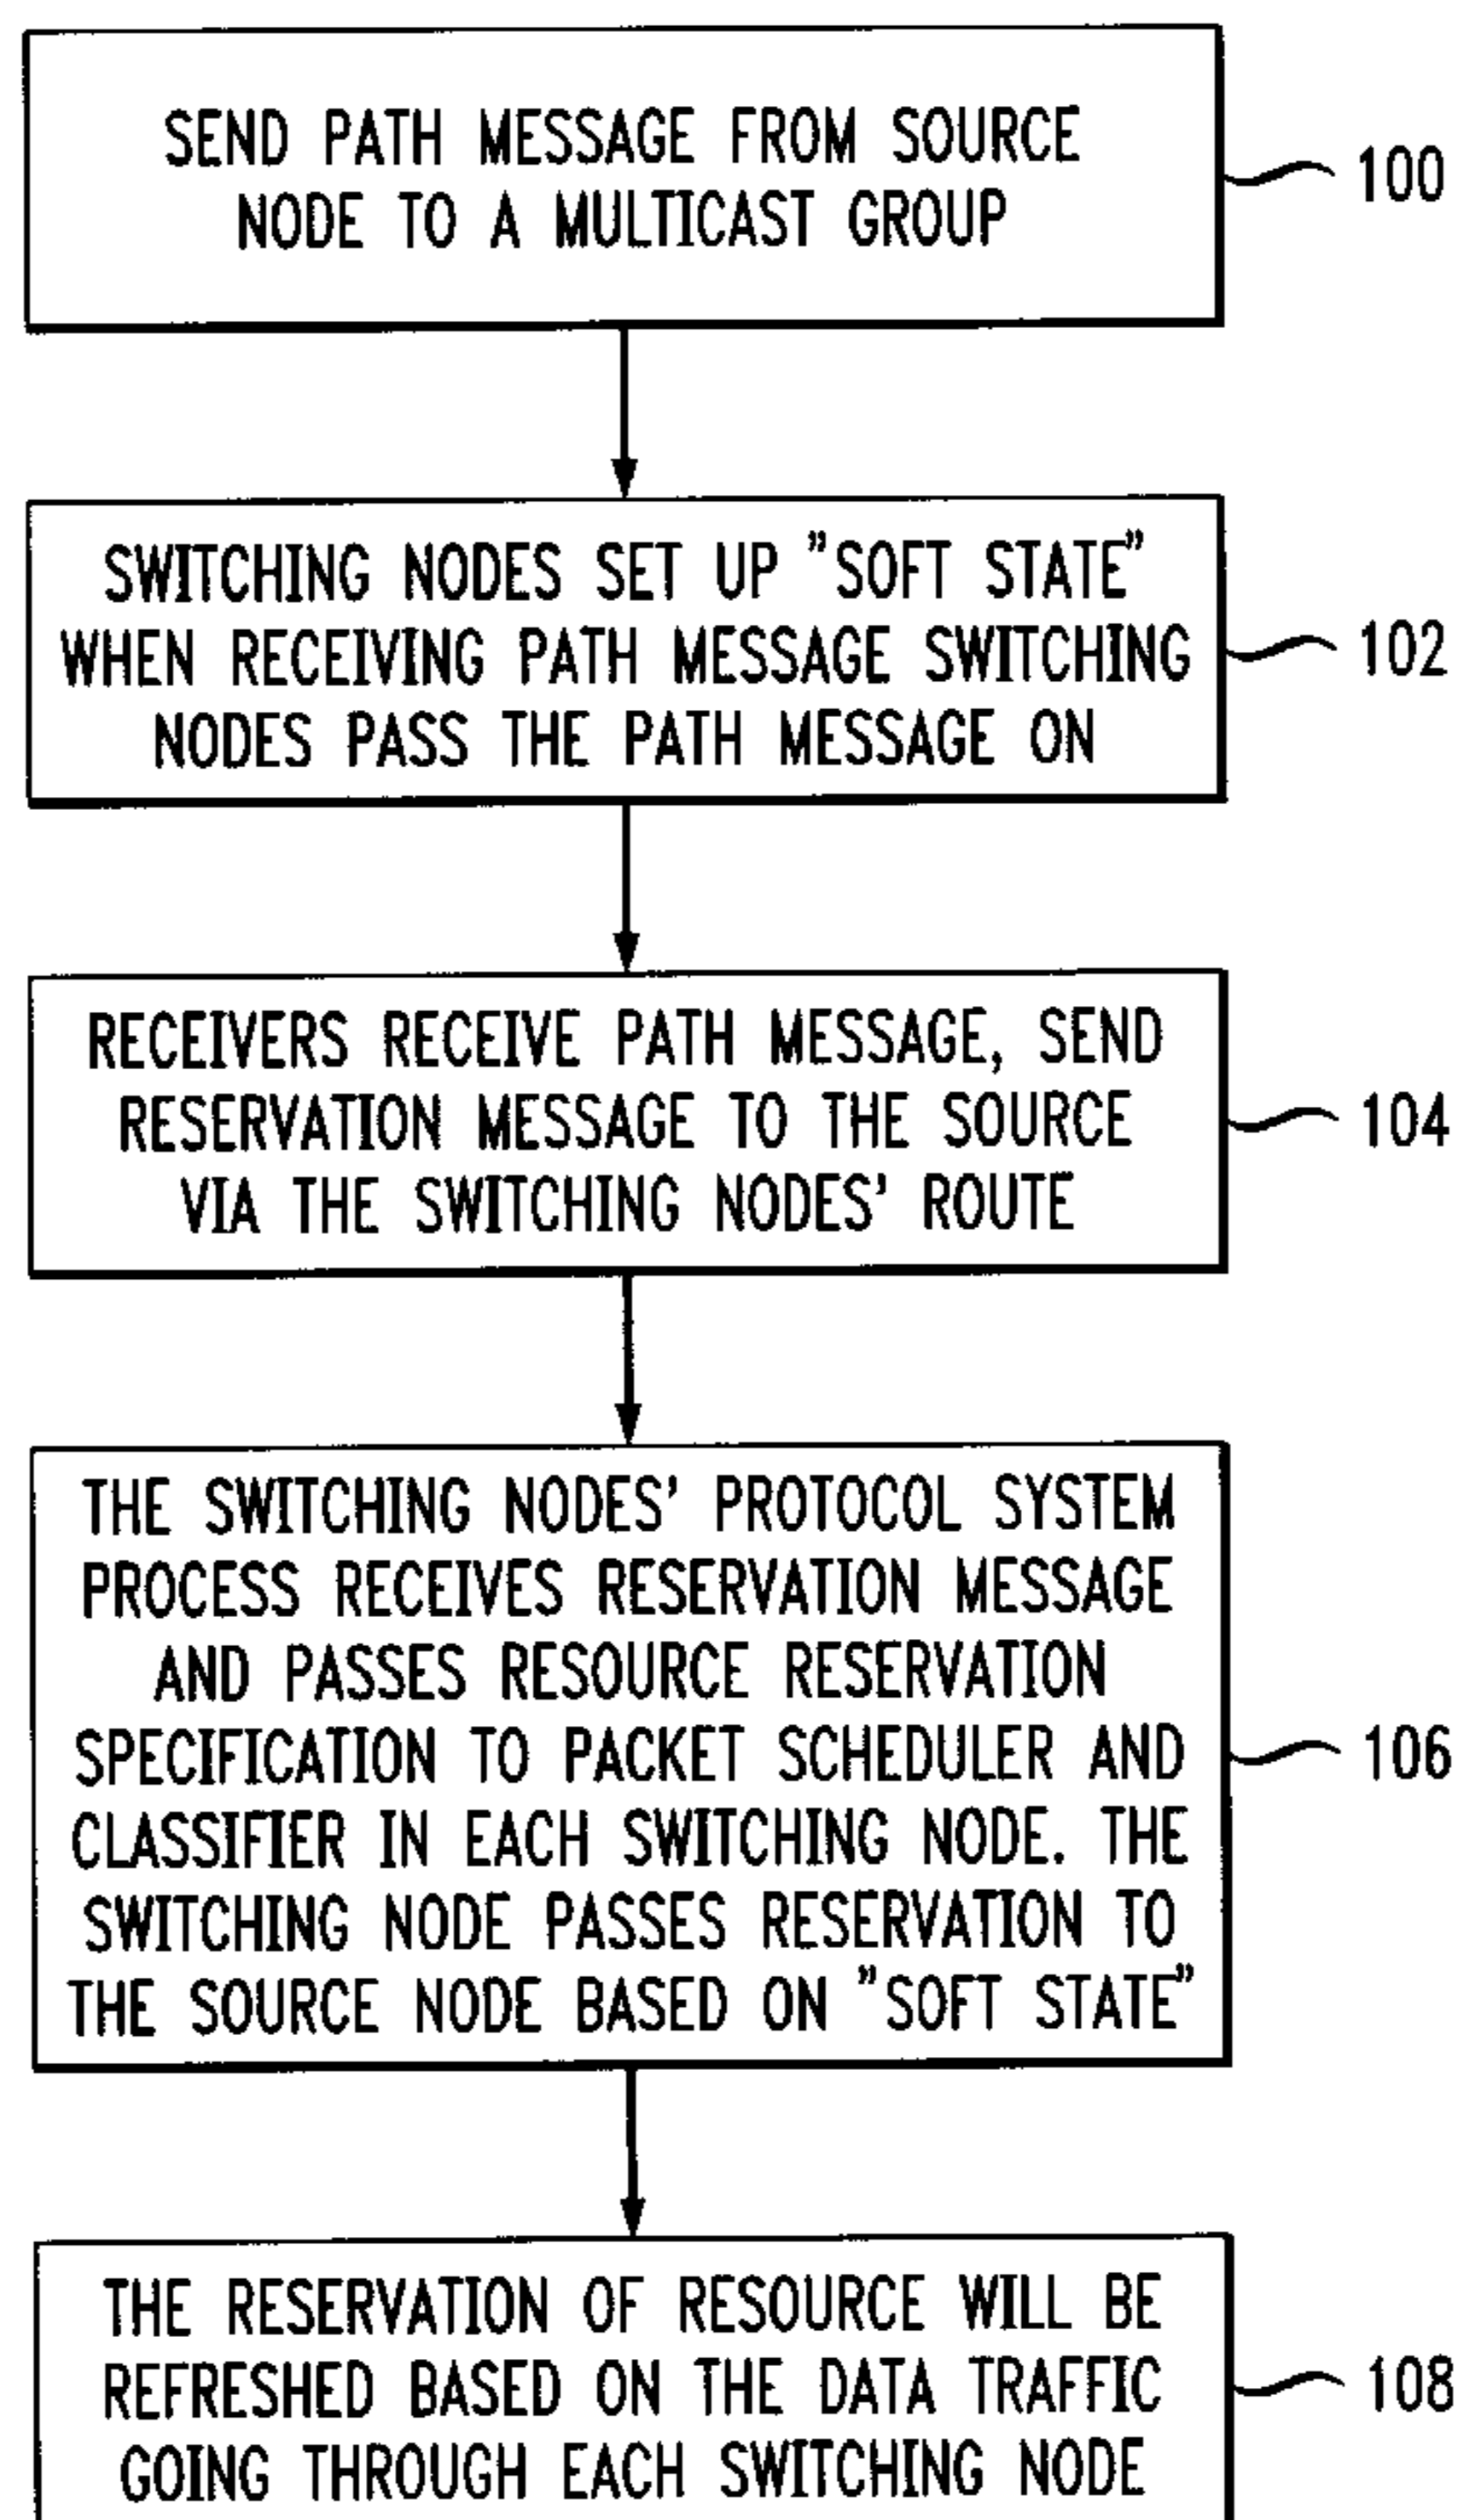 SEND PATH MESSAGE FROM SOURCE
NODE TO A MULTICAST GROUP
100
SWITCHING NODES SET UP "SOFT STATE"
WHEN RECEIVING PATH MESSAGE SWITCHING
NODES PASS THE PATH MESSAGE ON
102
RECEIVERS RECEIVE PATH MESSAGE, SEND
RESERVATION MESSAGE TO THE SOURCE
VIA THE SWITCHING NODES' ROUTE
104
THE SWITCHING NODES' PROTOCOL SYSTEM
PROCESS RECEIVES RESERVATION MESSAGE
AND PASSES RESOURCE RESERVATION
SPECIFICATION TO PACKET SCHEDULER AND
CLASSIFIER IN EACH SWITCHING NODE. THE
SWITCHING NODE PASSES RESERVATION TO
THE SOURCE NODE BASED ON "SOFT STATE"
106
THE RESERVATION OF RESOURCE WILL BE
REFRESHED BASED ON THE DATA TRAFFIC
GOING THROUGH EACH SWITCHING NODE
108